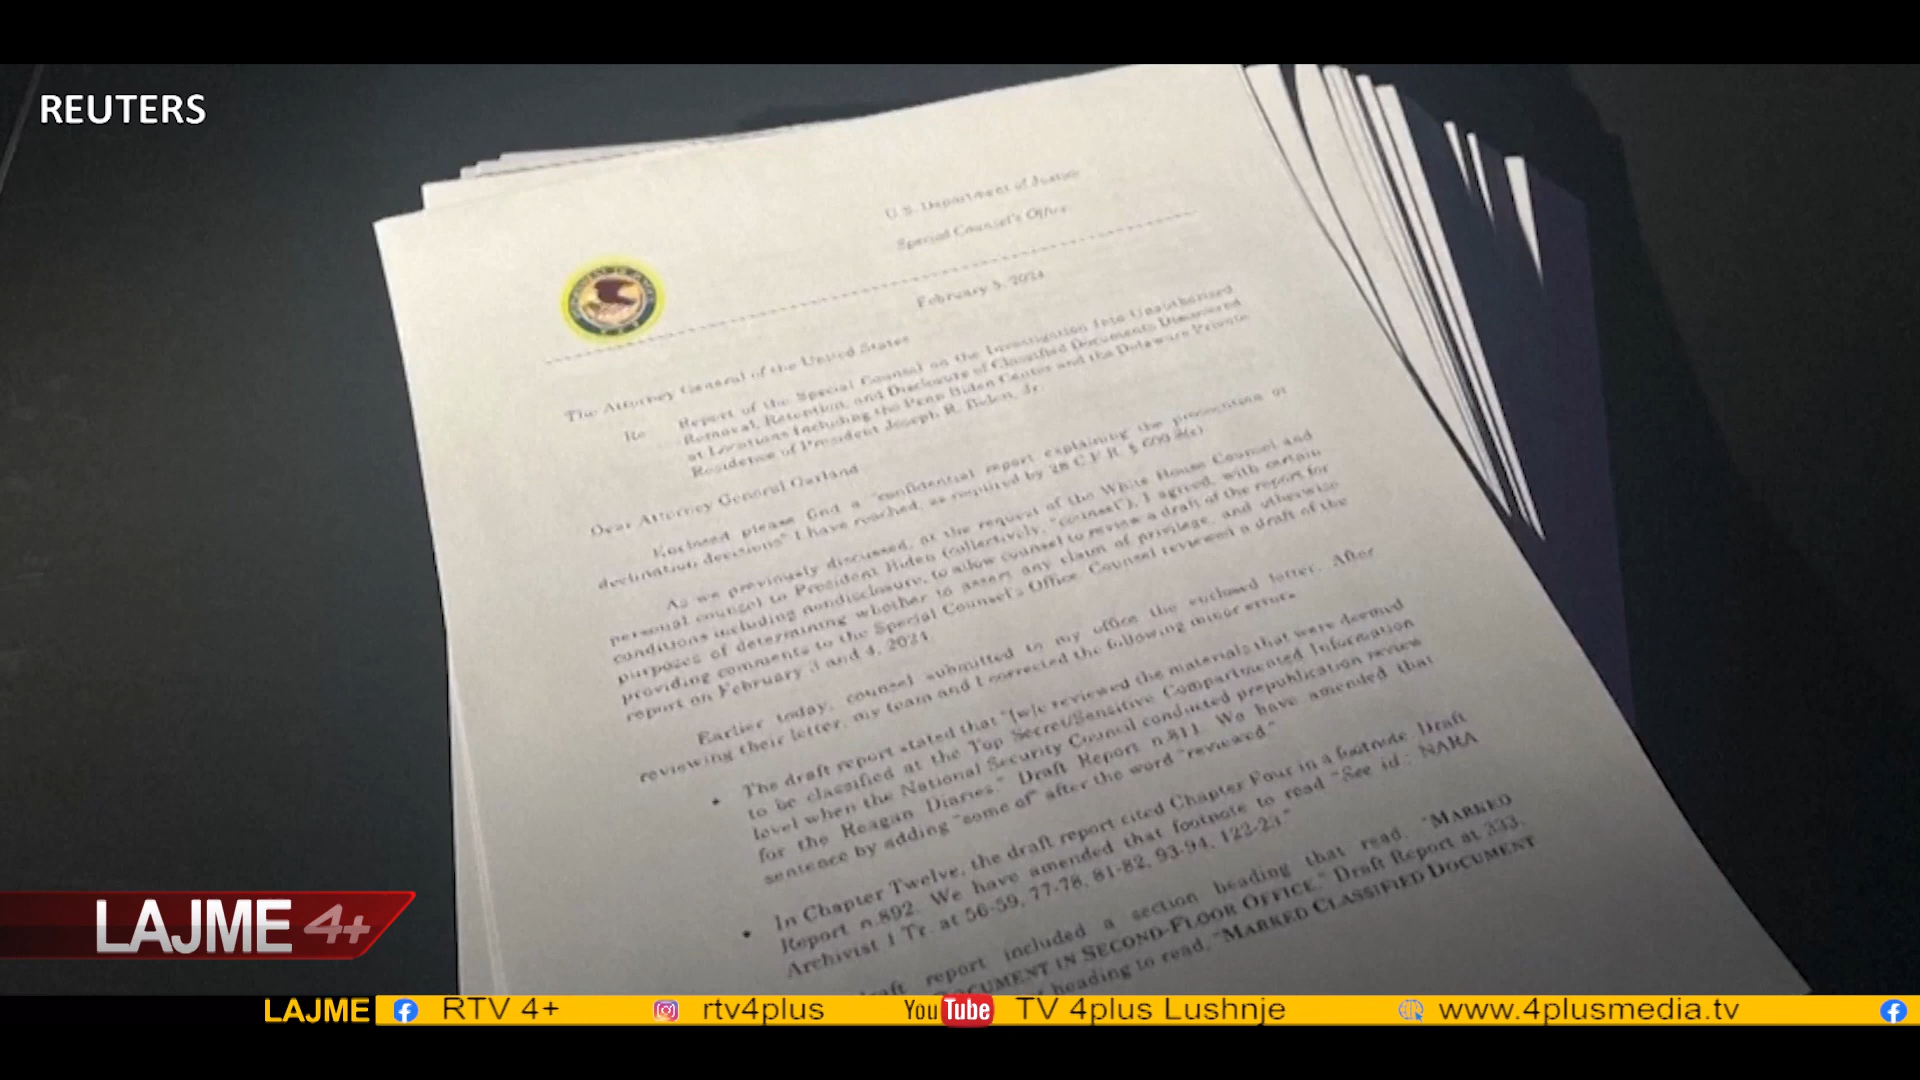 REUTERS
U.S. Department of Justice
Special Counsel's Office
February 5, 2024
The Attorney General of the United States
Re Report of the Special Counsel on the Investigation Into Unauthorized
Removal, Retention, and Disclosure of Classified Documents Discovered
at Locations Including the Penn Biden Center and the Delaware Private
Residence of President Joseph R. Biden, Jr.
Dear Attorney General Garland
Enclosed please find a "confidential report explaining the prosecution or
declination decisions" I have reached, as required by 28 C.F.R. § 600.8(c)
As we previously discussed, at the request of the White House Counsel and
personal counsel to President Biden (collectively, "counsel"), I agreed, with certain
conditions including nondisclosure, to allow counsel to review a draft of the report for
purposes of determining whether to assert any claim of privilege, and otherwise
providing comments to the Special Counsel's Office. Counsel reviewed a draft of the
report on February 3 and 4, 2024.
Earlier today, counsel submitted to my office the enclosed letter. After
reviewing their letter, my team and I corrected the following minor errors
• The draft report stated that "[w]e reviewed the materials that were deemed
to be classified at the Top Secret/Sensitive Compartmented Information
level when the National Security Council conducted prepublication review
for the Reagan Diaries." Draft Report n.811. We have amended that
sentence by adding "some of" after the word "reviewed."
• In Chapter Twelve, the draft report cited Chapter Four in a footnote. Draft
Report n.892. We have amended that footnote to read "See id.; NARA
Archivist 1 Tr. at 56-59, 77-78, 81-82, 93-94, 122-23"
draft report included a section heading that read, "MARKED
DOCUMENT IN SECOND-FLOOR OFFICE." Draft Report at 333.
heading to read, "MARKED CLASSIFIED DOCUMENT
LAJME 4+
LAJME RTV 4+ rtv4plus YouTube TV 4plus Lushnje www.4plusmedia.tv